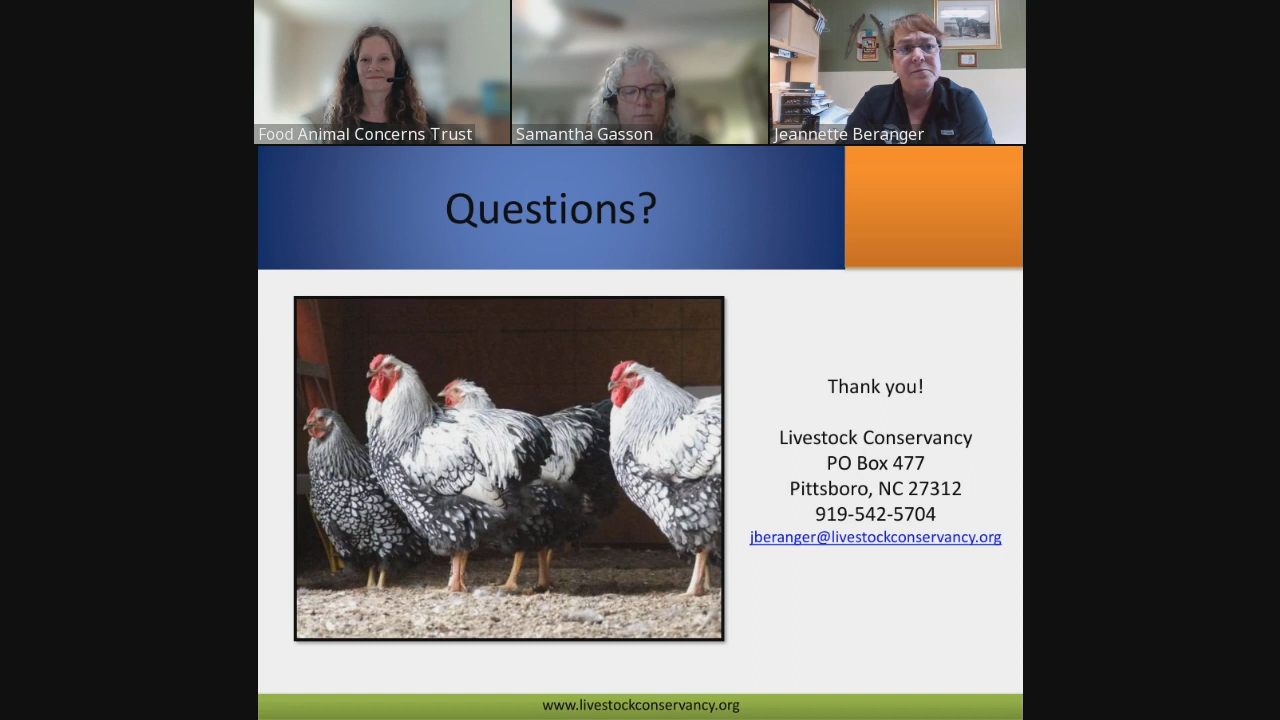 Food Animal Concerns Trust
Samantha Gasson
Jeannette Beranger
Questions?
Thank you!
Livestock Conservancy
PO Box 477
Pittsboro, NC 27312
919-542-5704
jberanger@livestockconservancy.org
www.livestockconservancy.org